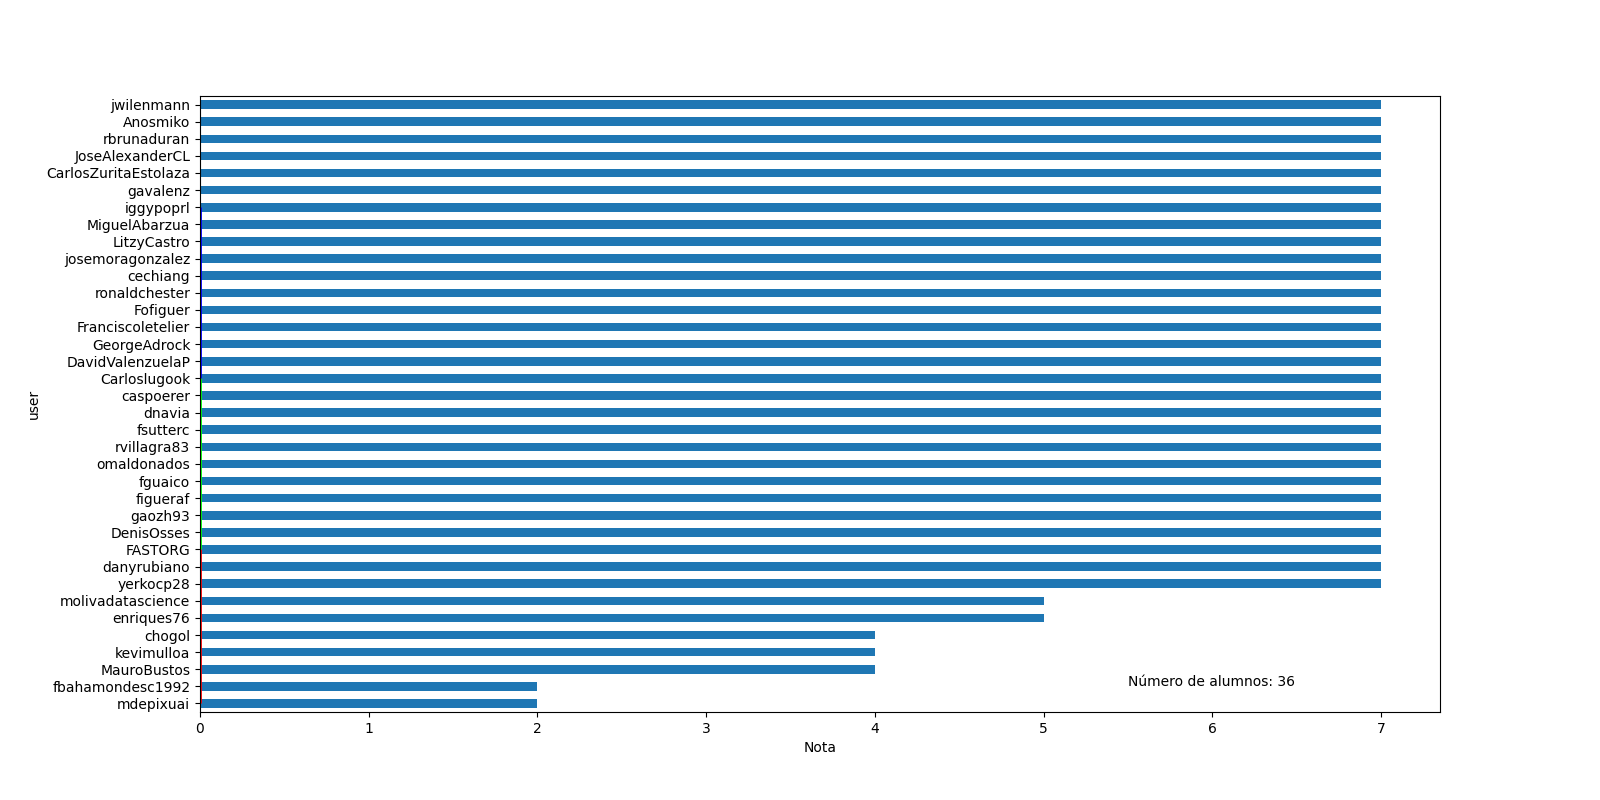 jwilenmann
Anosmiko
rbrunaduran
JoseAlexanderCL
CarlosZuritaEstolaza
gavalenz
iggypoprl
MiguelAbarzua
LitzyCastro
josemoragonzalez
cechiang
ronaldchester
Fofiguer
Franciscoletelier
GeorgeAdrock
DavidValenzuelaP
Carloslugook
caspoerer
dnavia
fsutterc
rvillagra83
omaldonados
fguaico
figueraf
gaozh93
DenisOsses
FASTORG
danyrubiano
yerkocp28
molivadatascience
enriques76
chogol
kevimulloa
MauroBustos
fbahamondesc1992
mdepixuai
user
Número de alumnos: 36
0 1 2 3 4 5 6 7
Nota